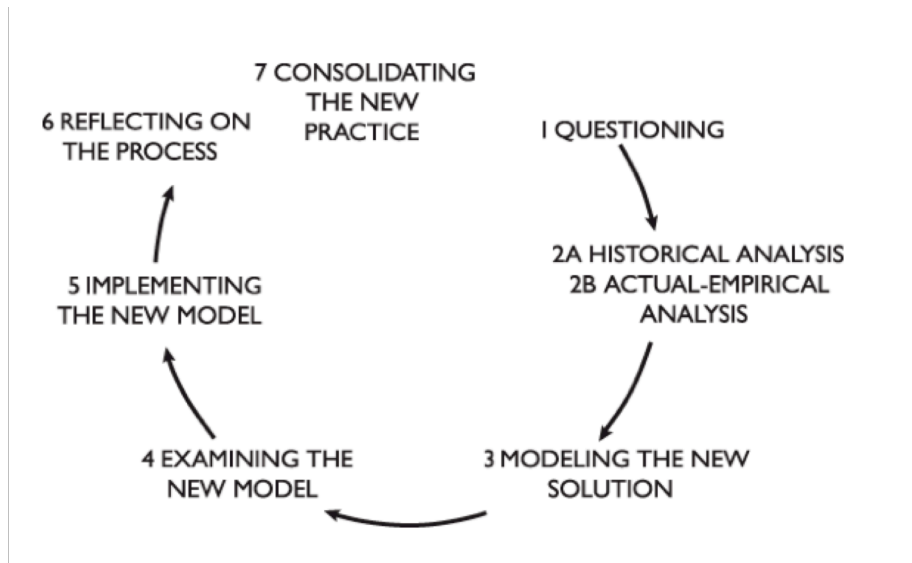 1 QUESTIONING
2A HISTORICAL ANALYSIS
2B ACTUAL-EMPIRICAL
ANALYSIS
3 MODELING THE NEW
SOLUTION
4 EXAMINING THE
NEW MODEL
5 IMPLEMENTING
THE NEW MODEL
6 REFLECTING ON
THE PROCESS
7 CONSOLIDATING
THE NEW
PRACTICE